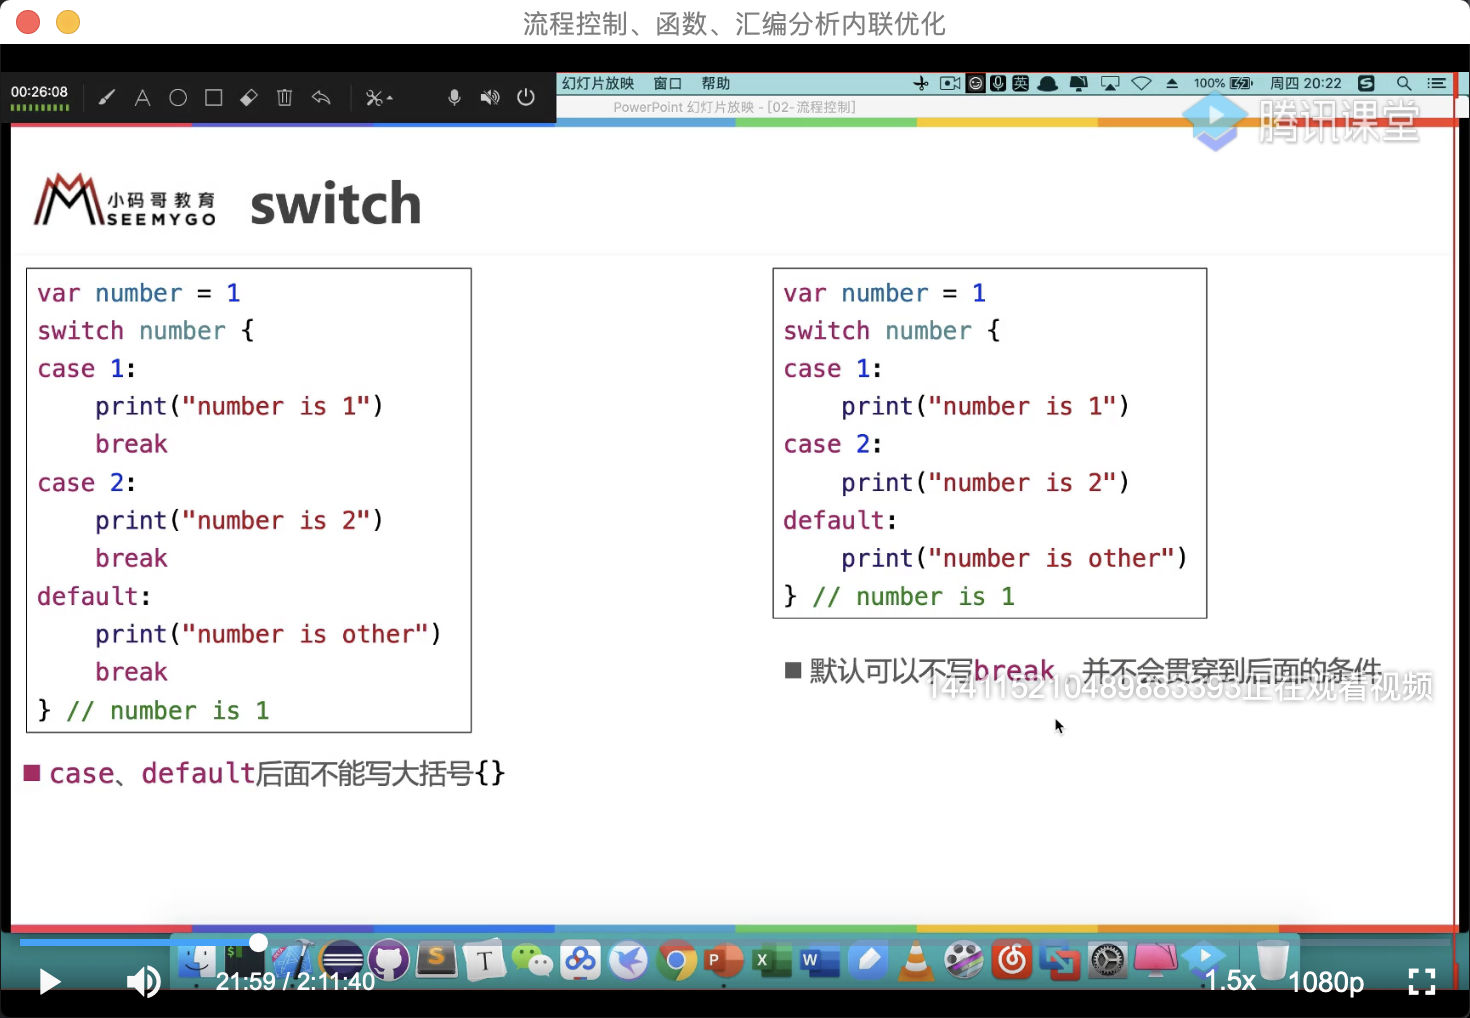 流程控制、函数、汇编分析内联优化
00:26:08
幻灯片放映 窗口 帮助
英 100% 周四 20:22
PowerPoint 幻灯片放映 - [02-流程控制]
腾讯课堂
小码哥教育
SEEMYGO
switch
var number = 1
switch number {
case 1:
    print("number is 1")
    break
case 2:
    print("number is 2")
    break
default:
    print("number is other")
    break
} // number is 1
case、default后面不能写大括号{}
var number = 1
switch number {
case 1:
    print("number is 1")
case 2:
    print("number is 2")
default:
    print("number is other")
} // number is 1
默认可以不写break，并不会贯穿到后面的条件
144115210489883393正在观看视频
21:59 / 2:11:40
1.5x 1080p